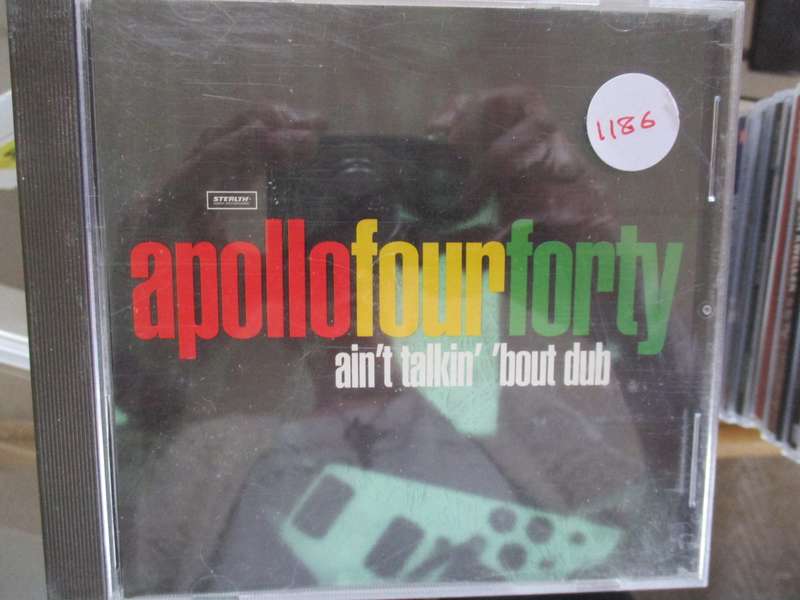 1186
STEALTH
apollofourforty
ain't talkin' 'bout dub